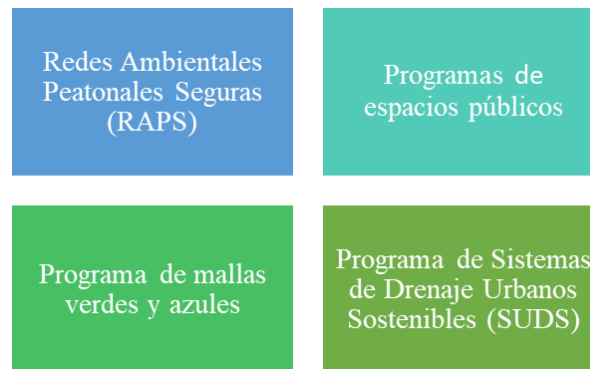 Redes Ambientales
Peatonales Seguras
(RAPS)
Programas de
espacios públicos
Programa de mallas
verdes y azules
Programa de Sistemas
de Drenaje Urbanos
Sostenibles (SUDS)